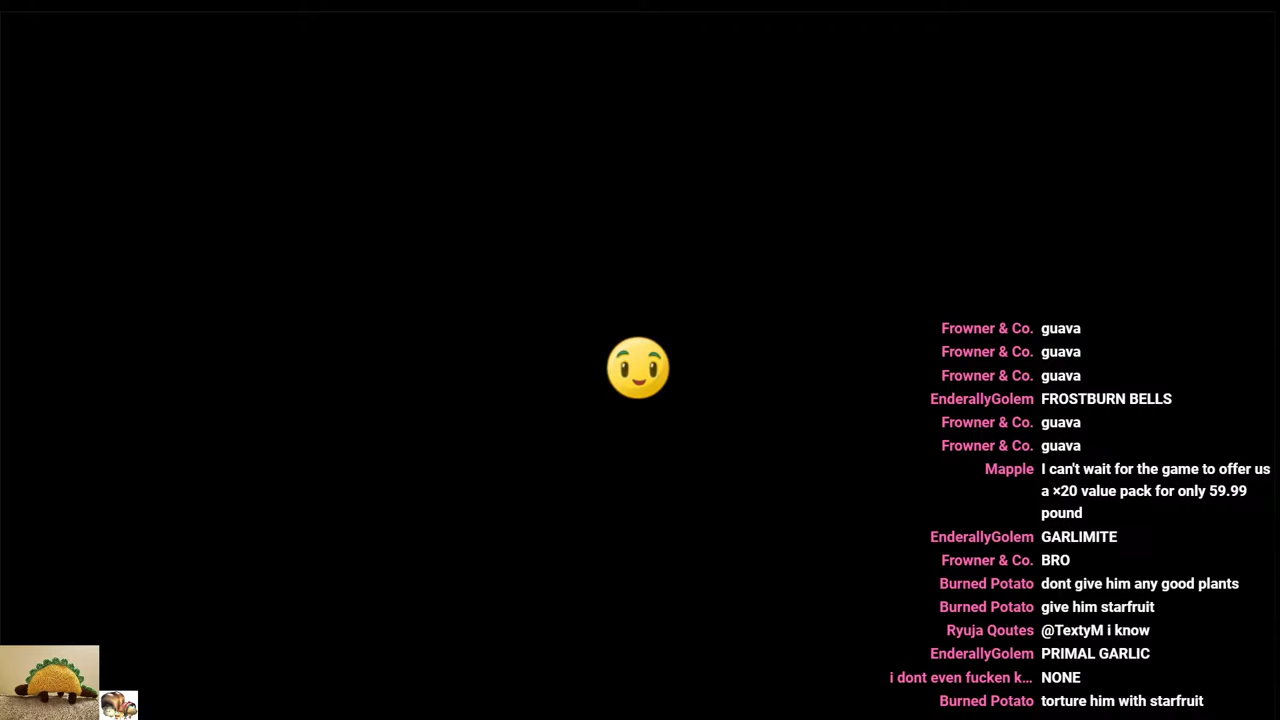 Frowner & Co. guava
Frowner & Co. guava
Frowner & Co. guava
EnderallyGolem FROSTBURN BELLS
Frowner & Co. guava
Frowner & Co. guava
Mapple I can't wait for the game to offer us
a ×20 value pack for only 59.99
pound
EnderallyGolem GARLIMITE
Frowner & Co. BRO
Burned Potato dont give him any good plants
Burned Potato give him starfruit
Ryuja Qoutes @TextyM i know
EnderallyGolem PRIMAL GARLIC
i dont even fucken k... NONE
Burned Potato torture him with starfruit